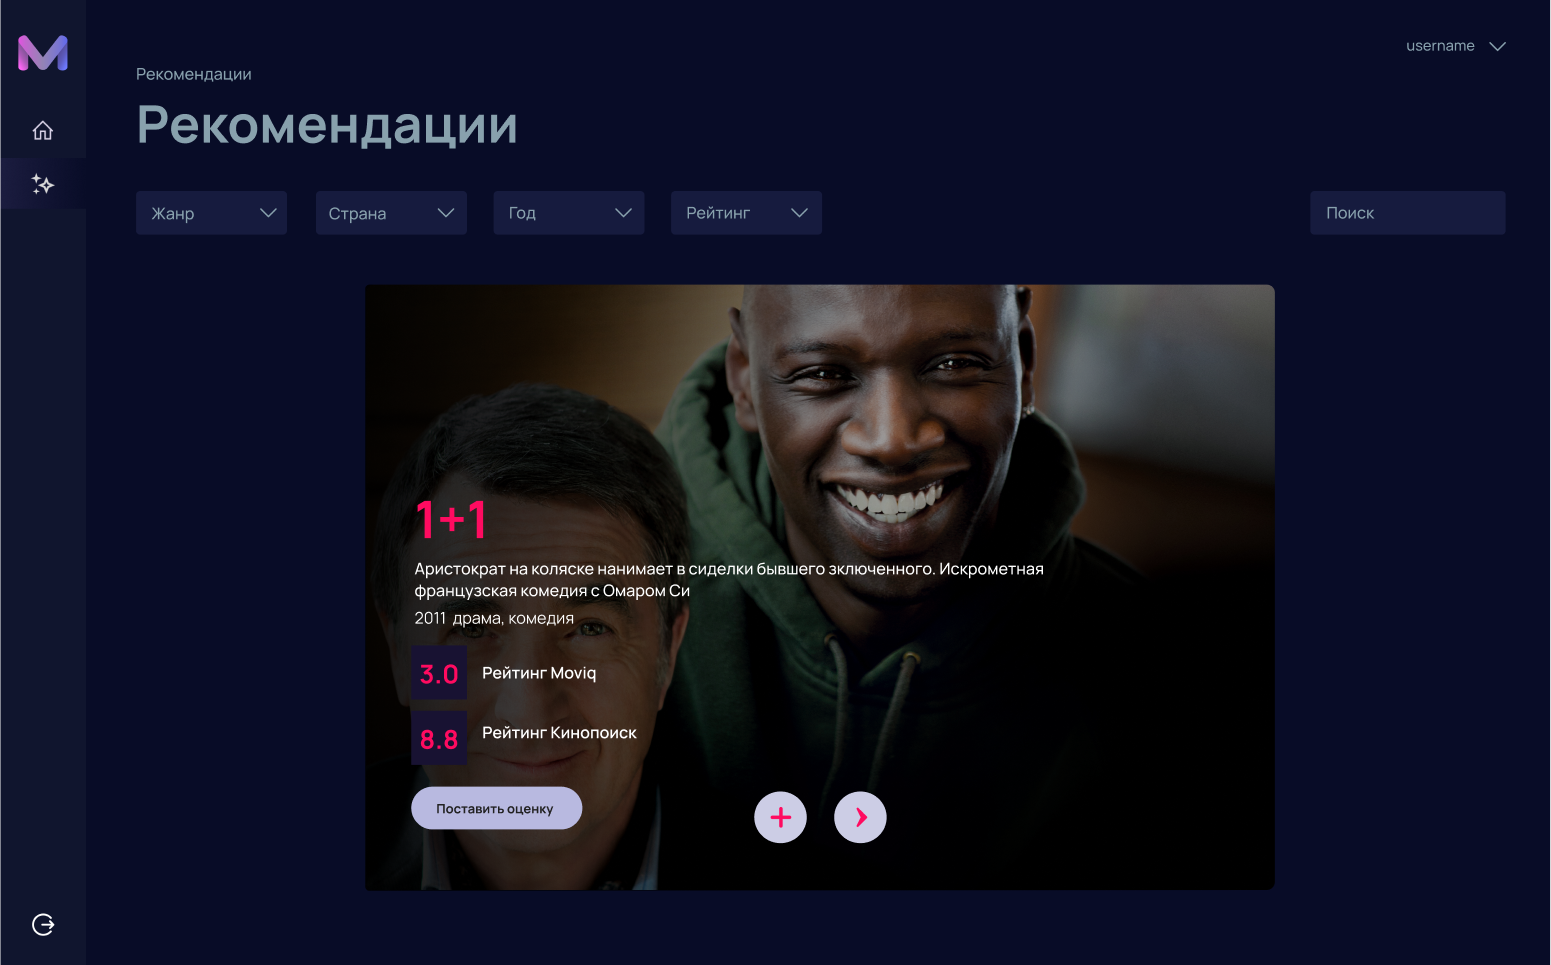 M
username
Рекомендации
Рекомендации
Жанр
Страна
Год
Рейтинг
Поиск
1+1
Аристократ на коляске нанимает в сиделки бывшего зключенного. Искрометная
французская комедия с Омаром Си
2011 драма, комедия
3.0 Рейтинг Moviq
8.8 Рейтинг Кинопоиск
Поставить оценку